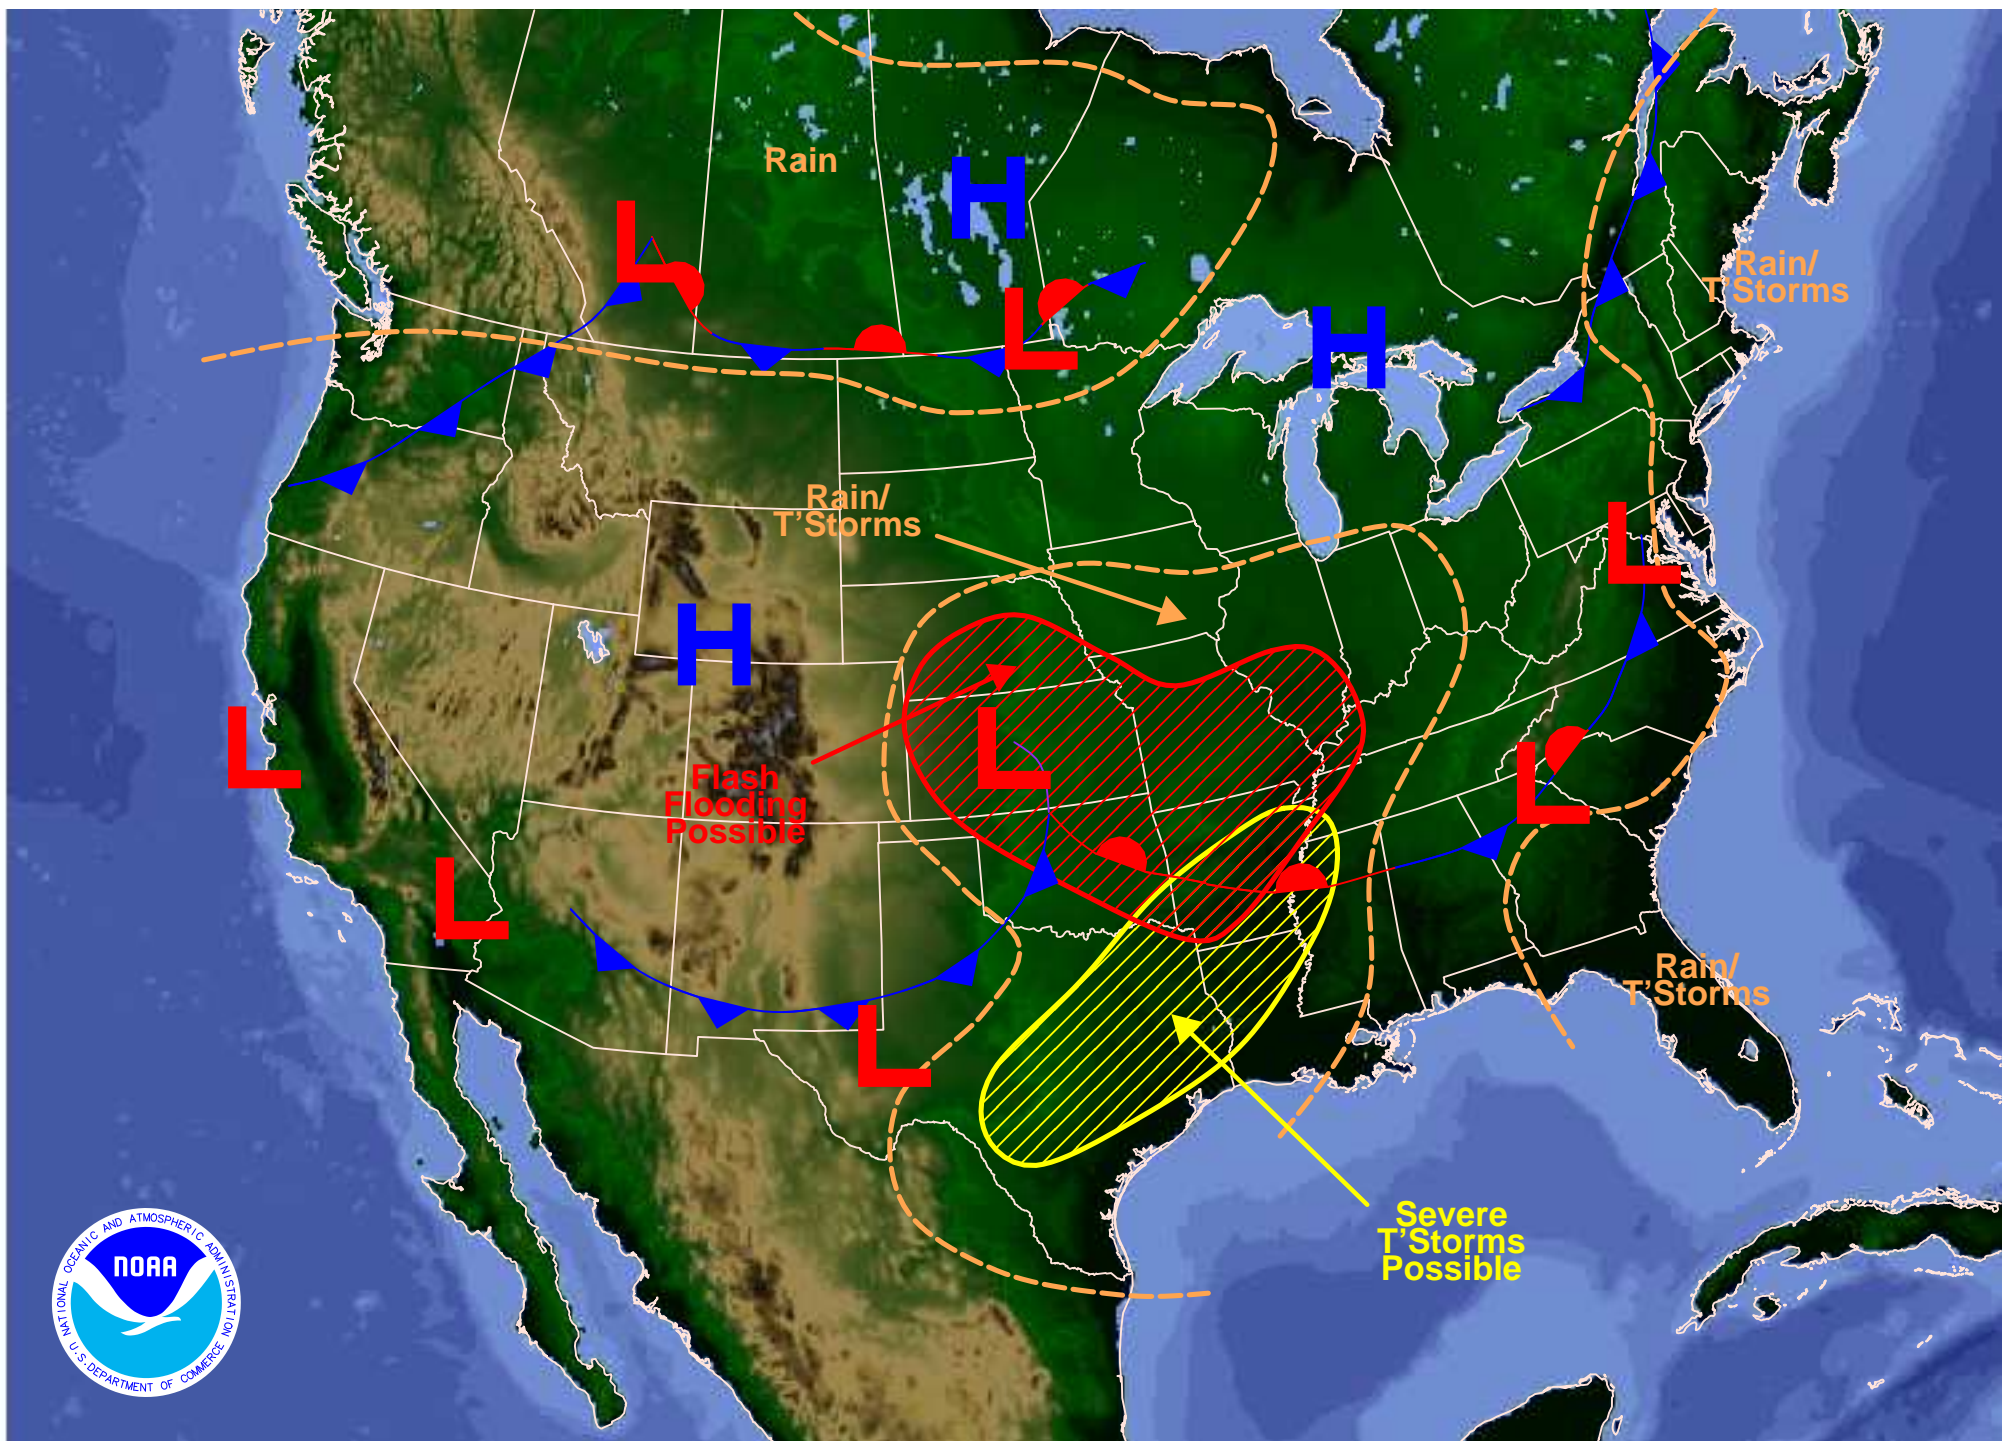 Rain
H
L
Rain/
T'Storms
L
H
Rain/
T'Storms
L
H
L
L
Flash
Flooding
Possible
L
L
L
Rain/
T'Storms
L
Severe
T'Storms
Possible
NATIONAL OCEANIC AND ATMOSPHERIC ADMINISTRATION
NOAA
U.S. DEPARTMENT OF COMMERCE